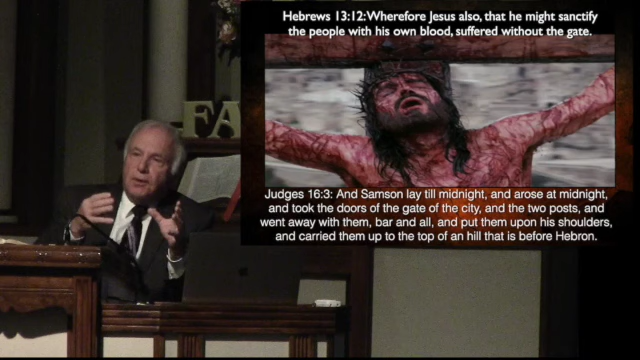 Hebrews 13:12: Wherefore Jesus also, that he might sanctify
the people with his own blood, suffered without the gate.
FA
Judges 16:3: And Samson lay till midnight, and arose at midnight,
and took the doors of the gate of the city, and the two posts, and
went away with them, bar and all, and put them upon his shoulders,
and carried them up to the top of an hill that is before Hebron.